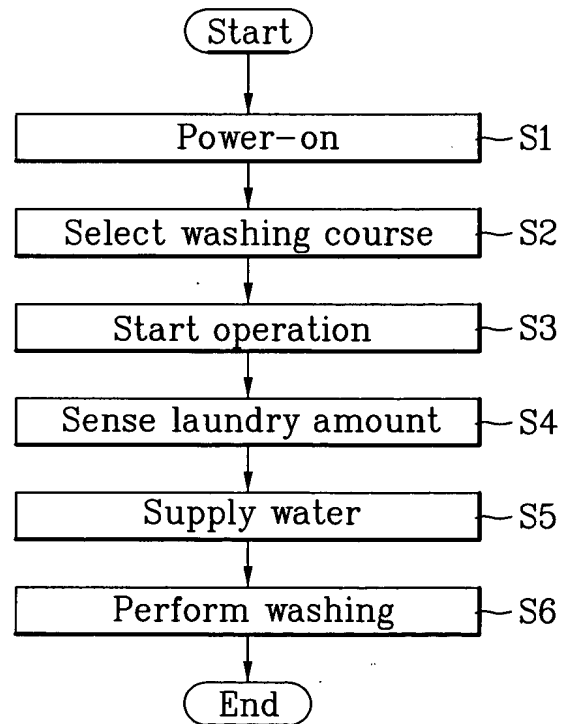 Start
Power-on S1
Select washing course S2
Start operation S3
Sense laundry amount S4
Supply water S5
Perform washing S6
End